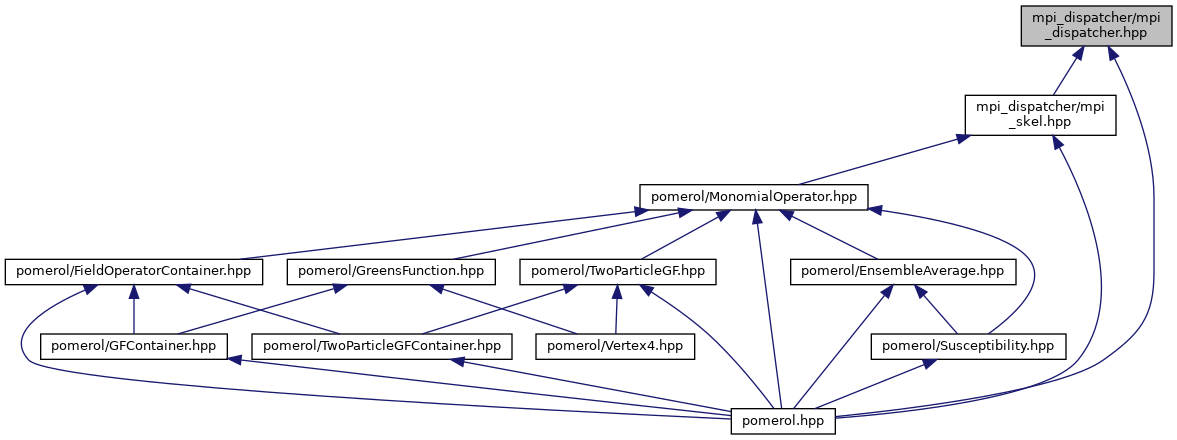 mpi_dispatcher/mpi
_dispatcher.hpp
mpi_dispatcher/mpi
_skel.hpp
pomerol/MonomialOperator.hpp
pomerol/FieldOperatorContainer.hpp
pomerol/GreensFunction.hpp
pomerol/TwoParticleGF.hpp
pomerol/EnsembleAverage.hpp
pomerol/GFContainer.hpp
pomerol/TwoParticleGFContainer.hpp
pomerol/Vertex4.hpp
pomerol/Susceptibility.hpp
pomerol.hpp